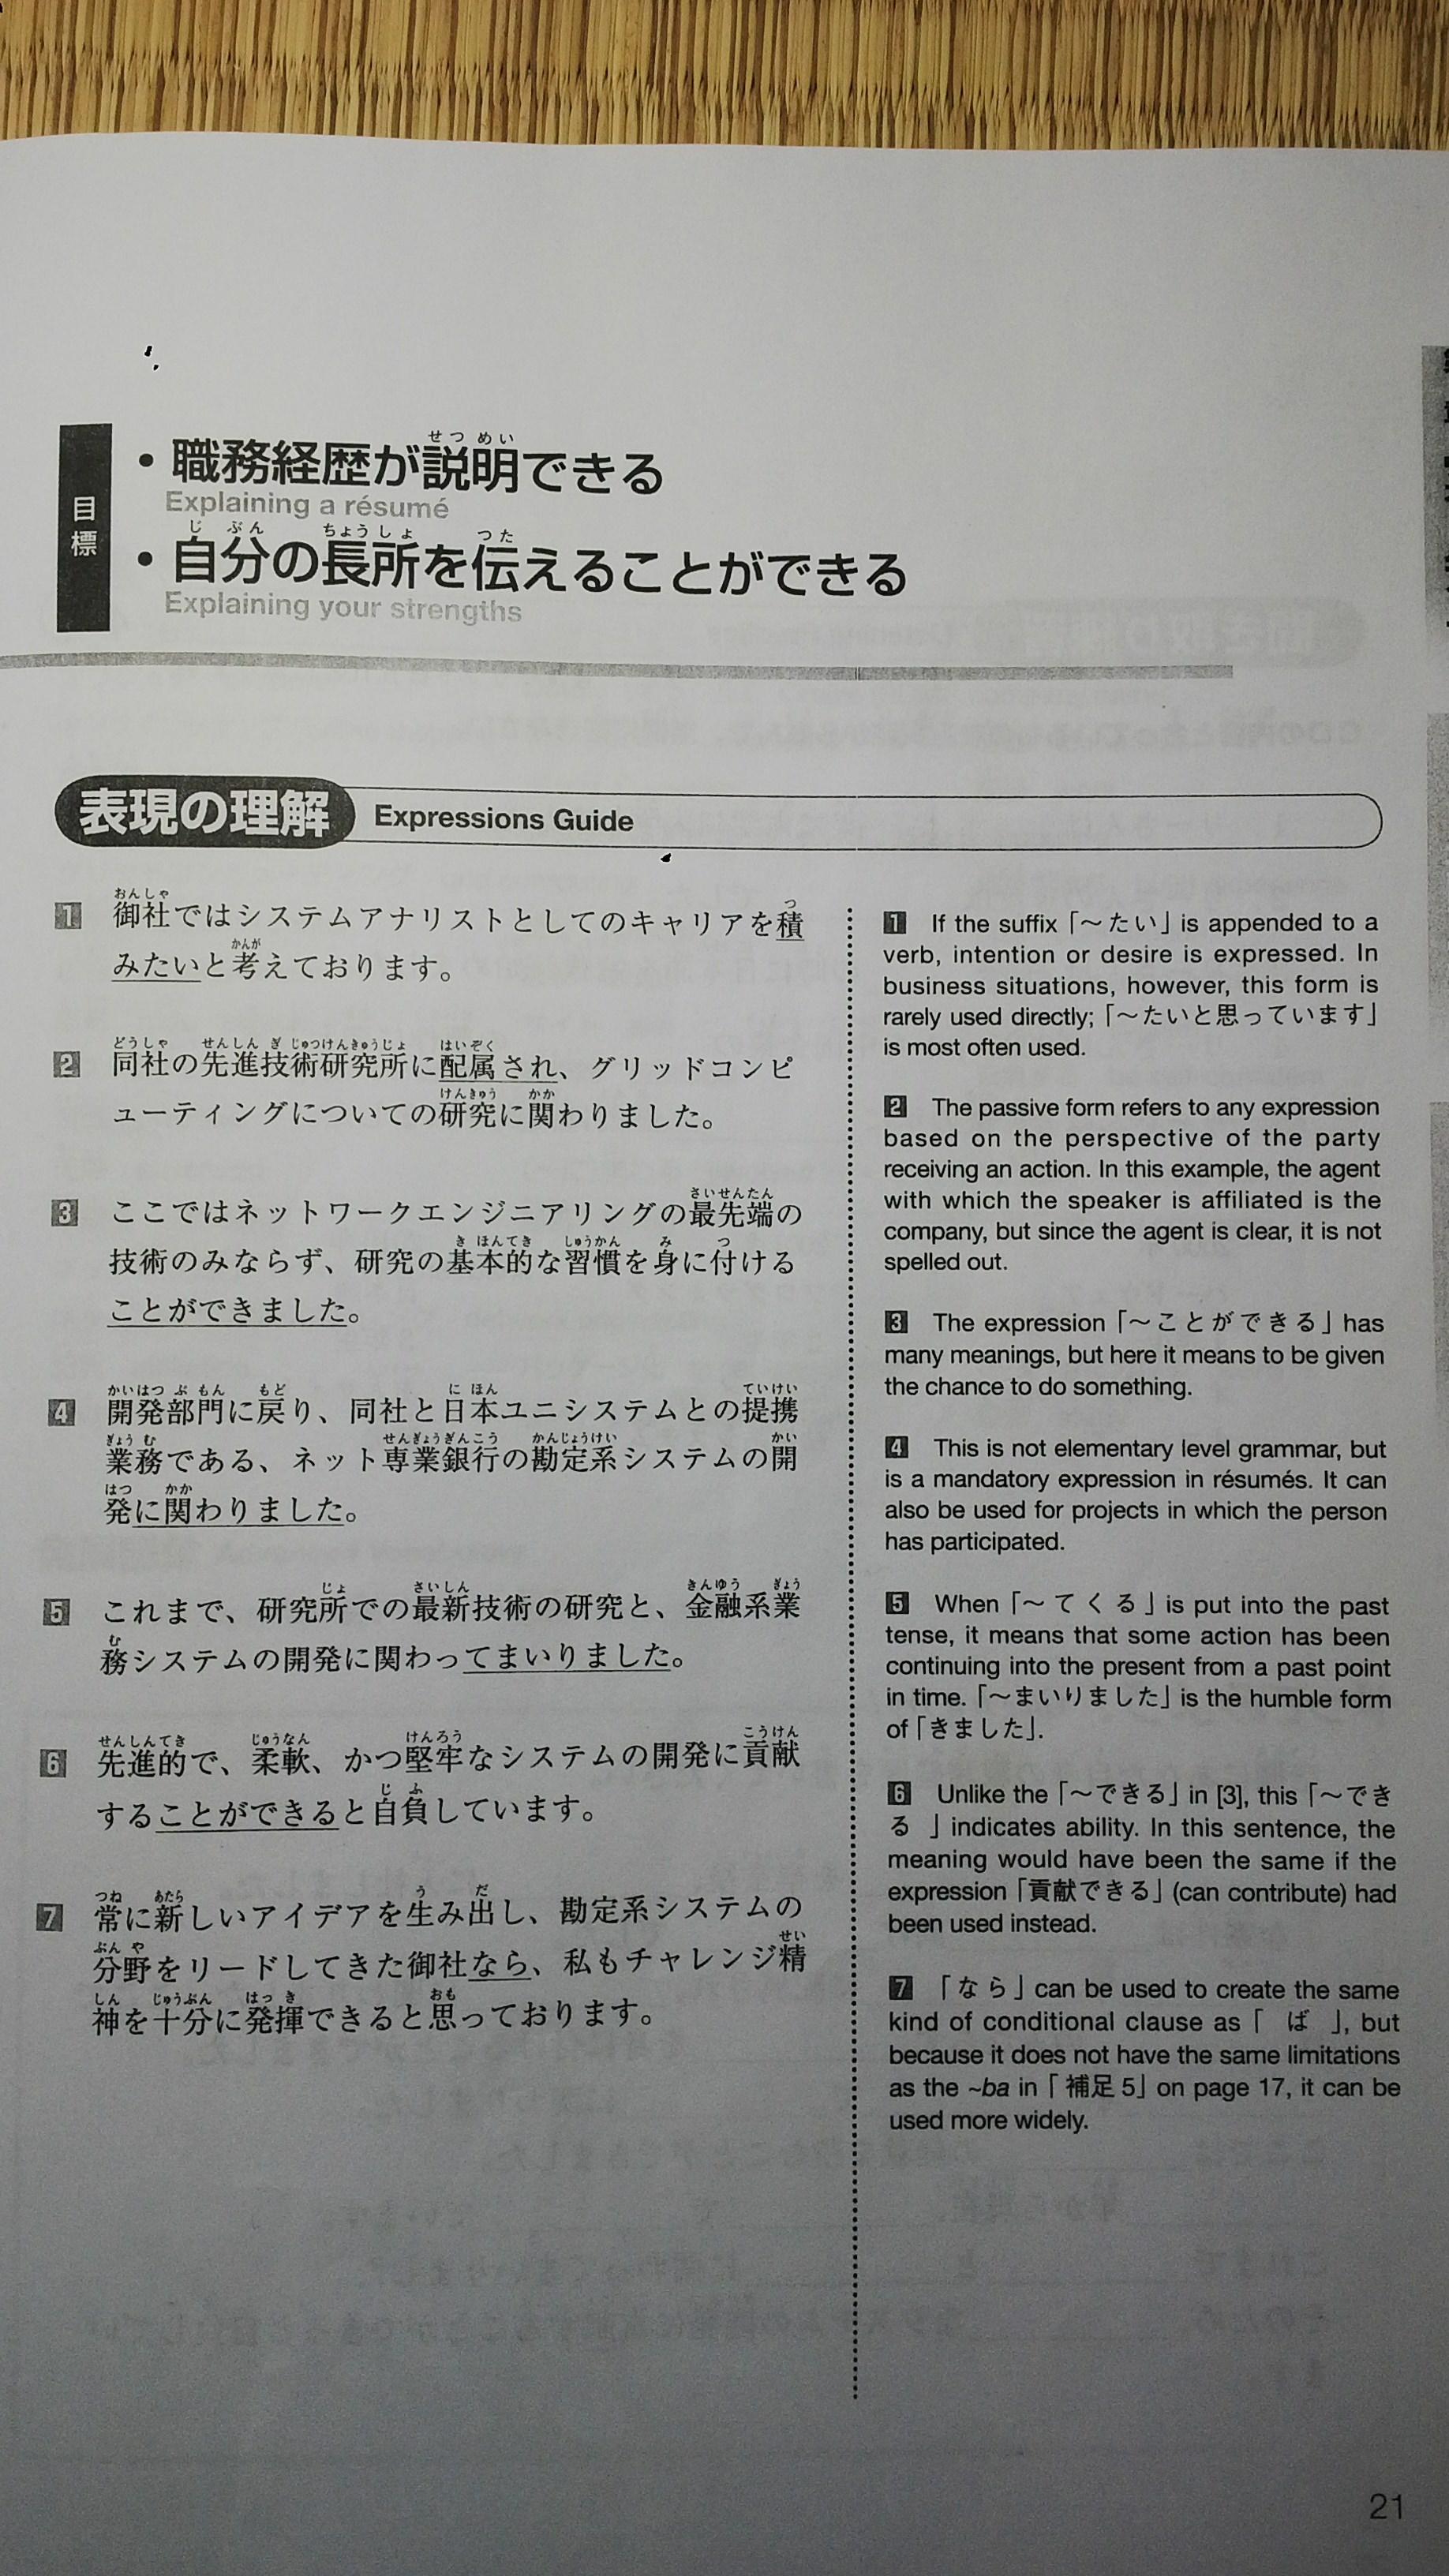 目標
・職務経歴が説明できる
Explaining a résumé
・自分の長所を伝えることができる
Explaining your strengths
表現の理解 Expressions Guide
1 御社ではシステムアナリストとしてのキャリアを積
みたいと考えております。
2 同社の先進技術研究所に配属され、グリッドコンピ
ューティングについての研究に関わりました。
3 ここではネットワークエンジニアリングの最先端の
技術のみならず、研究の基本的な習慣を身に付ける
ことができました。
4 開発部門に戻り、同社と日本ユニシステムとの提携
業務である、ネット専業銀行の勘定系システムの開
発に関わりました。
5 これまで、研究所での最新技術の研究と、金融系業
務システムの開発に関わってまいりました。
6 先進的で、柔軟、かつ堅牢なシステムの開発に貢献
することができると自負しています。
7 常に新しいアイデアを生み出し、勘定系システムの
分野をリードしてきた御社なら、私もチャレンジ精
神を十分に発揮できると思っております。
1 If the suffix「～たい」is appended to a
verb, intention or desire is expressed. In
business situations, however, this form is
rarely used directly;「～たいと思っています」
is most often used.
2 The passive form refers to any expression
based on the perspective of the party
receiving an action. In this example, the agent
with which the speaker is affiliated is the
company, but since the agent is clear, it is not
spelled out.
3 The expression「～ことができる」has
many meanings, but here it means to be given
the chance to do something.
4 This is not elementary level grammar, but
is a mandatory expression in résumés. It can
also be used for projects in which the person
has participated.
5 When「～てくる」is put into the past
tense, it means that some action has been
continuing into the present from a past point
in time.「～まいりました」is the humble form
of「きました」.
6 Unlike the「～できる」in [3], this「～でき
る」indicates ability. In this sentence, the
meaning would have been the same if the
expression「貢献できる」(can contribute) had
been used instead.
7 「なら」can be used to create the same
kind of conditional clause as「ば」, but
because it does not have the same limitations
as the ~ba in「補足5」on page 17, it can be
used more widely.
21